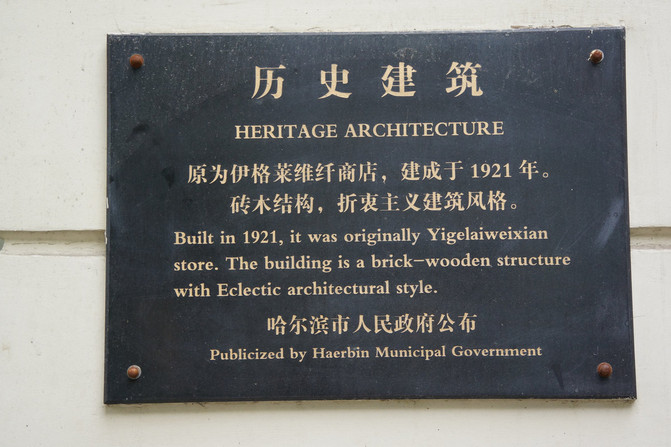 历史建筑
HERITAGE ARCHITECTURE
原为伊格莱维纤商店，建成于 1921 年。
砖木结构，折衷主义建筑风格。
Built in 1921, it was originally Yigelaiweixian
store. The building is a brick-wooden structure
with Eclectic architectural style.
哈尔滨市人民政府公布
Publicized by Haerbin Municipal Government